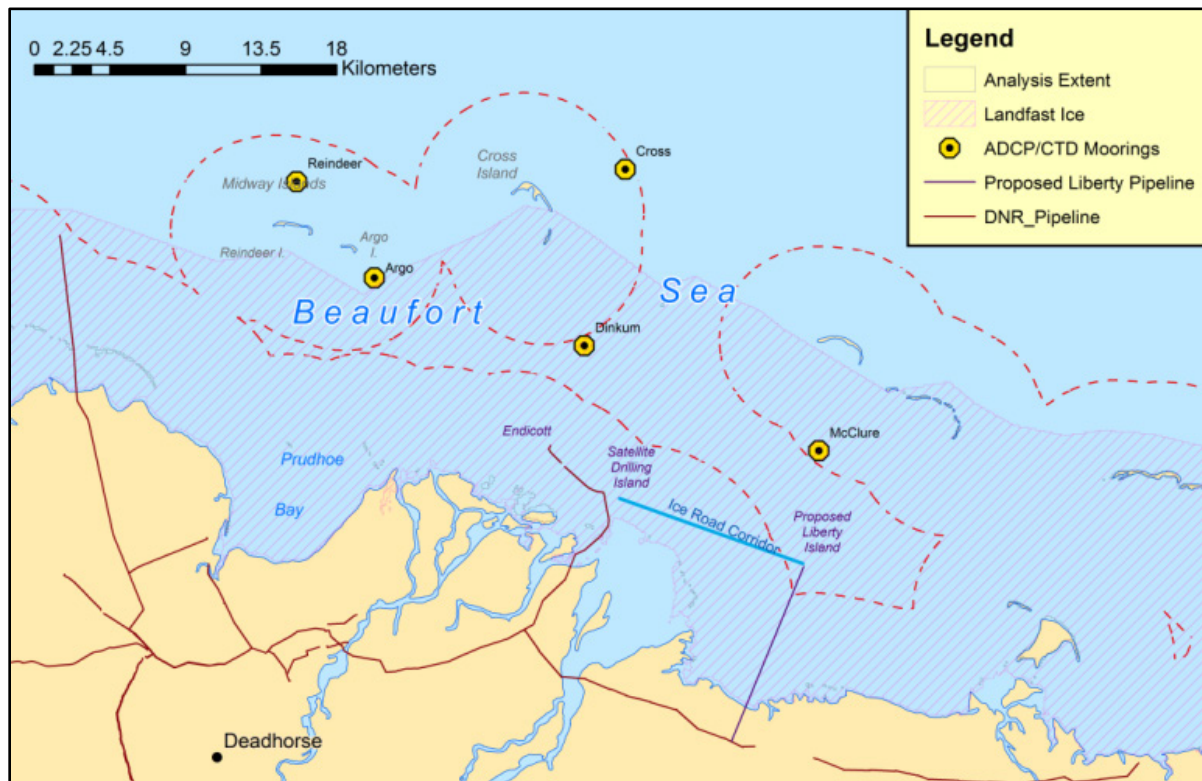 0 2.25 4.5 9 13.5 18
Kilometers
Legend
Analysis Extent
Landfast Ice
ADCP/CTD Moorings
Proposed Liberty Pipeline
DNR_Pipeline
Reindeer
Midway Islands
Cross
Island
Cross
Reindeer I.
Argo
I.
Argo
Beaufort Sea
Dinkum
McClure
Endicott
Satellite
Drilling
Island
Prudhoe
Bay
Ice Road Corridor
Proposed
Liberty
Island
Deadhorse